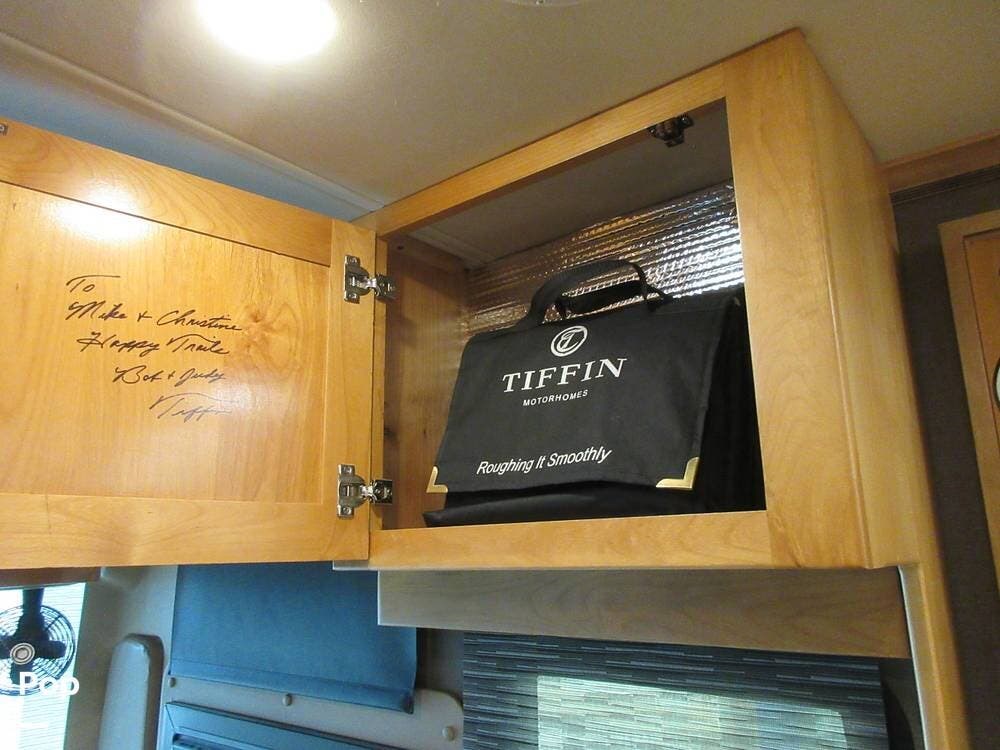 To
Mike + Christine
Happy Trails
Bob + Judy
Tiffin
TIFFIN
MOTORHOMES
Roughing It Smoothly
Pop